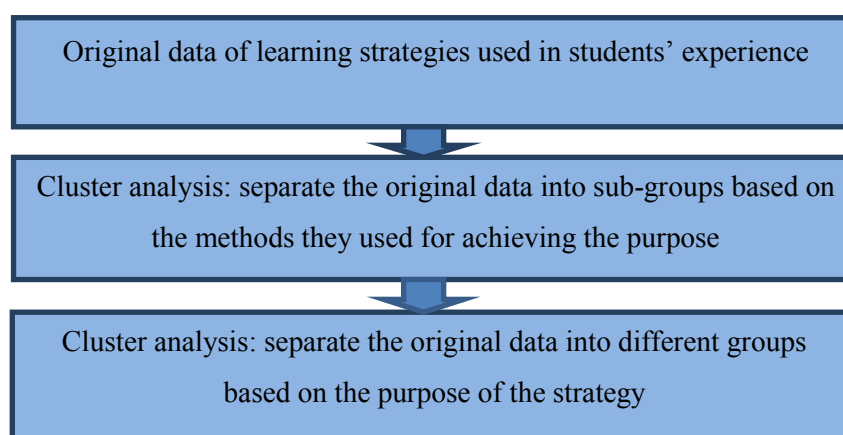 Original data of learning strategies used in students’ experience
Cluster analysis: separate the original data into sub-groups based on
the methods they used for achieving the purpose
Cluster analysis: separate the original data into different groups
based on the purpose of the strategy